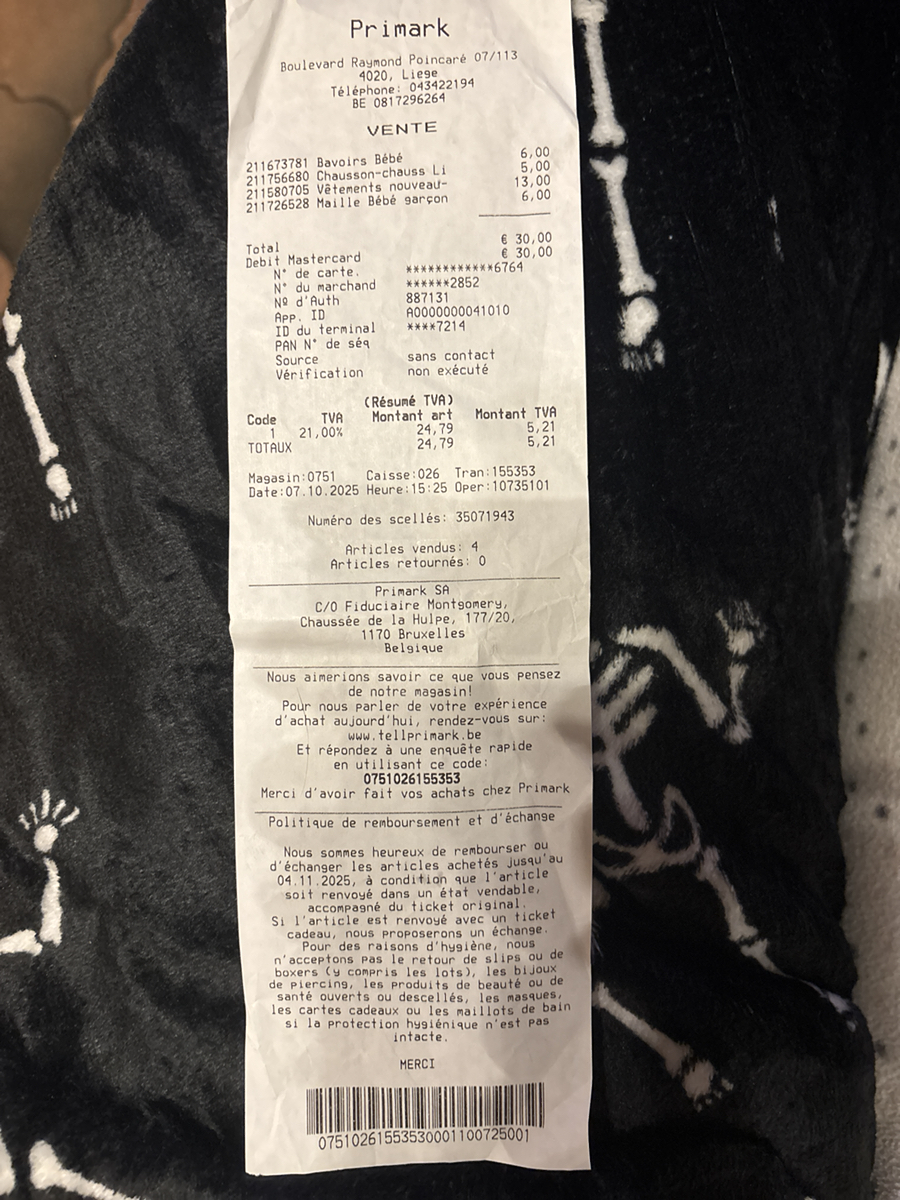 Primark
Boulevard Raymond Poincaré 07/113
4020, Liege
Téléphone: 043422194
BE 0817296264
VENTE
211673781 Bavoirs Bébé 6,00
211756680 Chausson-chauss Li 5,00
211580705 Vêtements nouveau- 13,00
211726528 Maille Bébé garçon 6,00
Total € 30,00
Debit Mastercard € 30,00
N° de carte. ************6764
N° du marchand ******2852
Nº d'Auth 887131
App. ID A0000000041010
ID du terminal ****7214
PAN N° de séq
Source sans contact
Vérification non exécuté
(Résumé TVA)
Code TVA Montant art Montant TVA
1 21,00% 24,79 5,21
TOTAUX 24,79 5,21
Magasin:0751 Caisse:026 Tran:155353
Date:07.10.2025 Heure:15:25 Oper:10735101
Numéro des scellés: 35071943
Articles vendus: 4
Articles retournés: 0
Primark SA
C/O Fiduciaire Montgomery,
Chaussée de la Hulpe, 177/20,
1170 Bruxelles
Belgique
Nous aimerions savoir ce que vous pensez
de notre magasin!
Pour nous parler de votre expérience
d'achat aujourd'hui, rendez-vous sur:
www.tellprimark.be
Et répondez à une enquête rapide
en utilisant ce code:
0751026155353
Merci d'avoir fait vos achats chez Primark
Politique de remboursement et d'échange
Nous sommes heureux de rembourser ou
d'échanger les articles achetés jusqu'au
04.11.2025, à condition que l'article
soit renvoyé dans un état vendable,
accompagné du ticket original.
Si l'article est renvoyé avec un ticket
cadeau, nous proposerons un échange.
Pour des raisons d'hygiène, nous
n'acceptons pas le retour de slips ou de
boxers (y compris les lots), les bijoux
de piercing, les produits de beauté ou de
santé ouverts ou descellés, les masques,
les cartes cadeaux ou les maillots de bain
si la protection hygiénique n'est pas
intacte.
MERCI
07510261553530001100725001